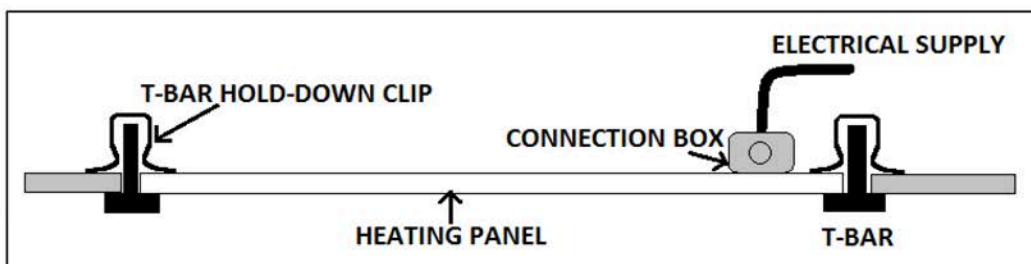 ELECTRICAL SUPPLY
T-BAR HOLD-DOWN CLIP
CONNECTION BOX
HEATING PANEL
T-BAR